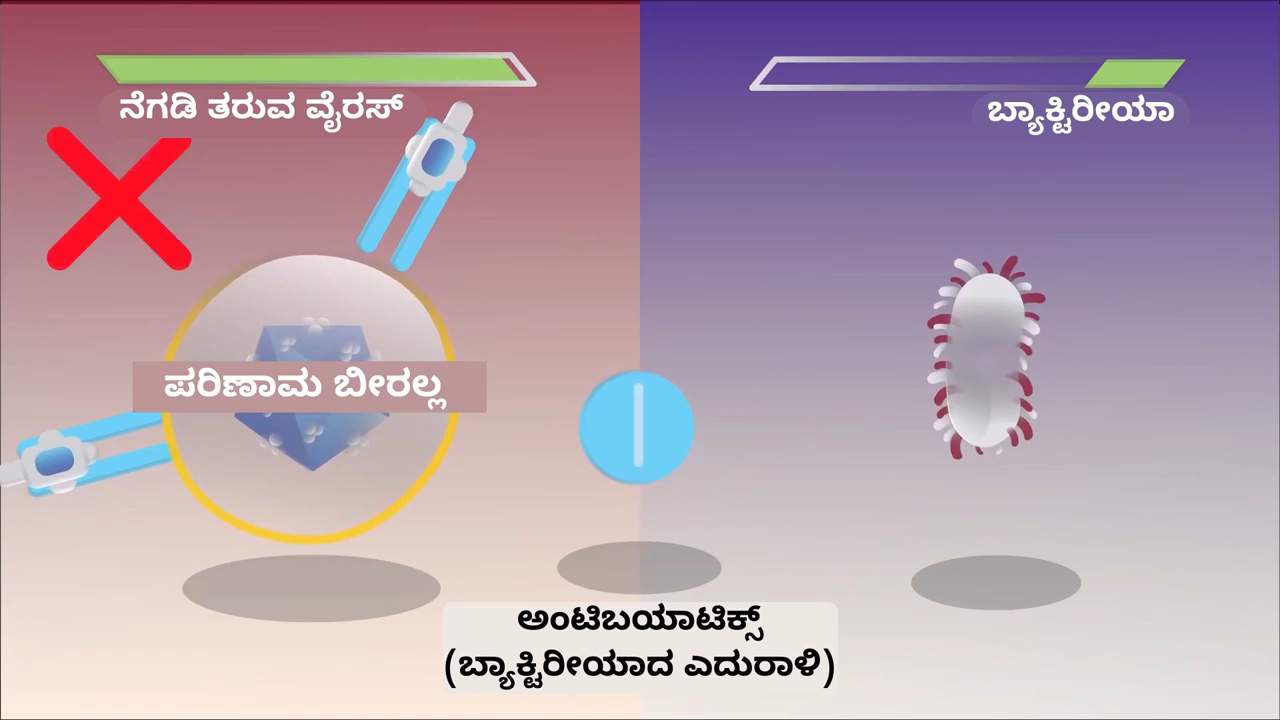 ನೆಗಡಿ ತರುವ ವೈರಸ್
ಬ್ಯಾಕ್ಟಿರೀಯಾ
ಪರಿಣಾಮ ಬೀರಲ್ಲ
ಅಂಟಿಬಯಾಟಿಕ್ಸ್
(ಬ್ಯಾಕ್ಟಿರೀಯಾದ ಎದುರಾಳಿ)